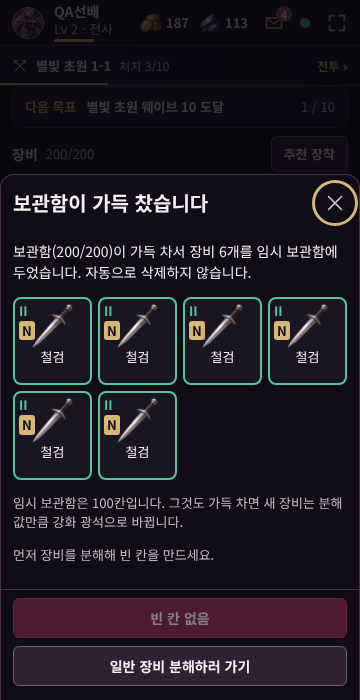 QA선배
Lv 2 · 전사
187
113
4
별빛 초원 1-1 처치 3/10
전투 ›
다음 목표 별빛 초원 웨이브 10 도달 1 / 10
장비 200/200
추천 장착
보관함이 가득 찼습니다
보관함(200/200)이 가득 차서 장비 6개를 임시 보관함에
두었습니다. 자동으로 삭제하지 않습니다.
II II II II
N N N N
철검 철검 철검 철검
II II
N N
철검 철검
임시 보관함은 100칸입니다. 그것도 가득 차면 새 장비는 분해
값만큼 강화 광석으로 바뀝니다.
먼저 장비를 분해해 빈 칸을 만드세요.
빈 칸 없음
일반 장비 분해하러 가기